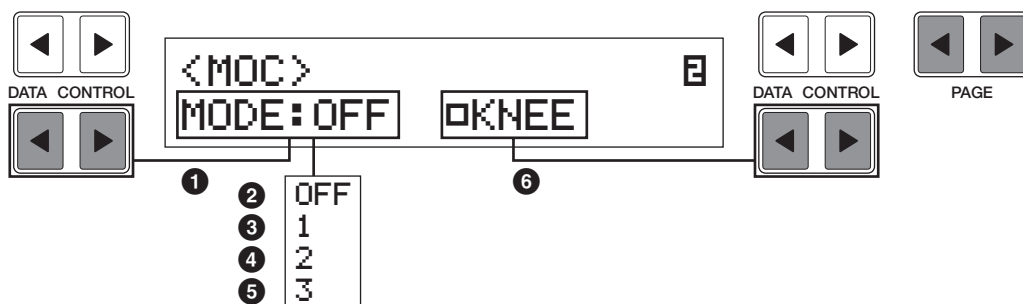 <MOC> 2
DATA CONTROL
MODE:OFF KNEE
DATA CONTROL
PAGE
1
6
2 OFF
3 1
4 2
5 3